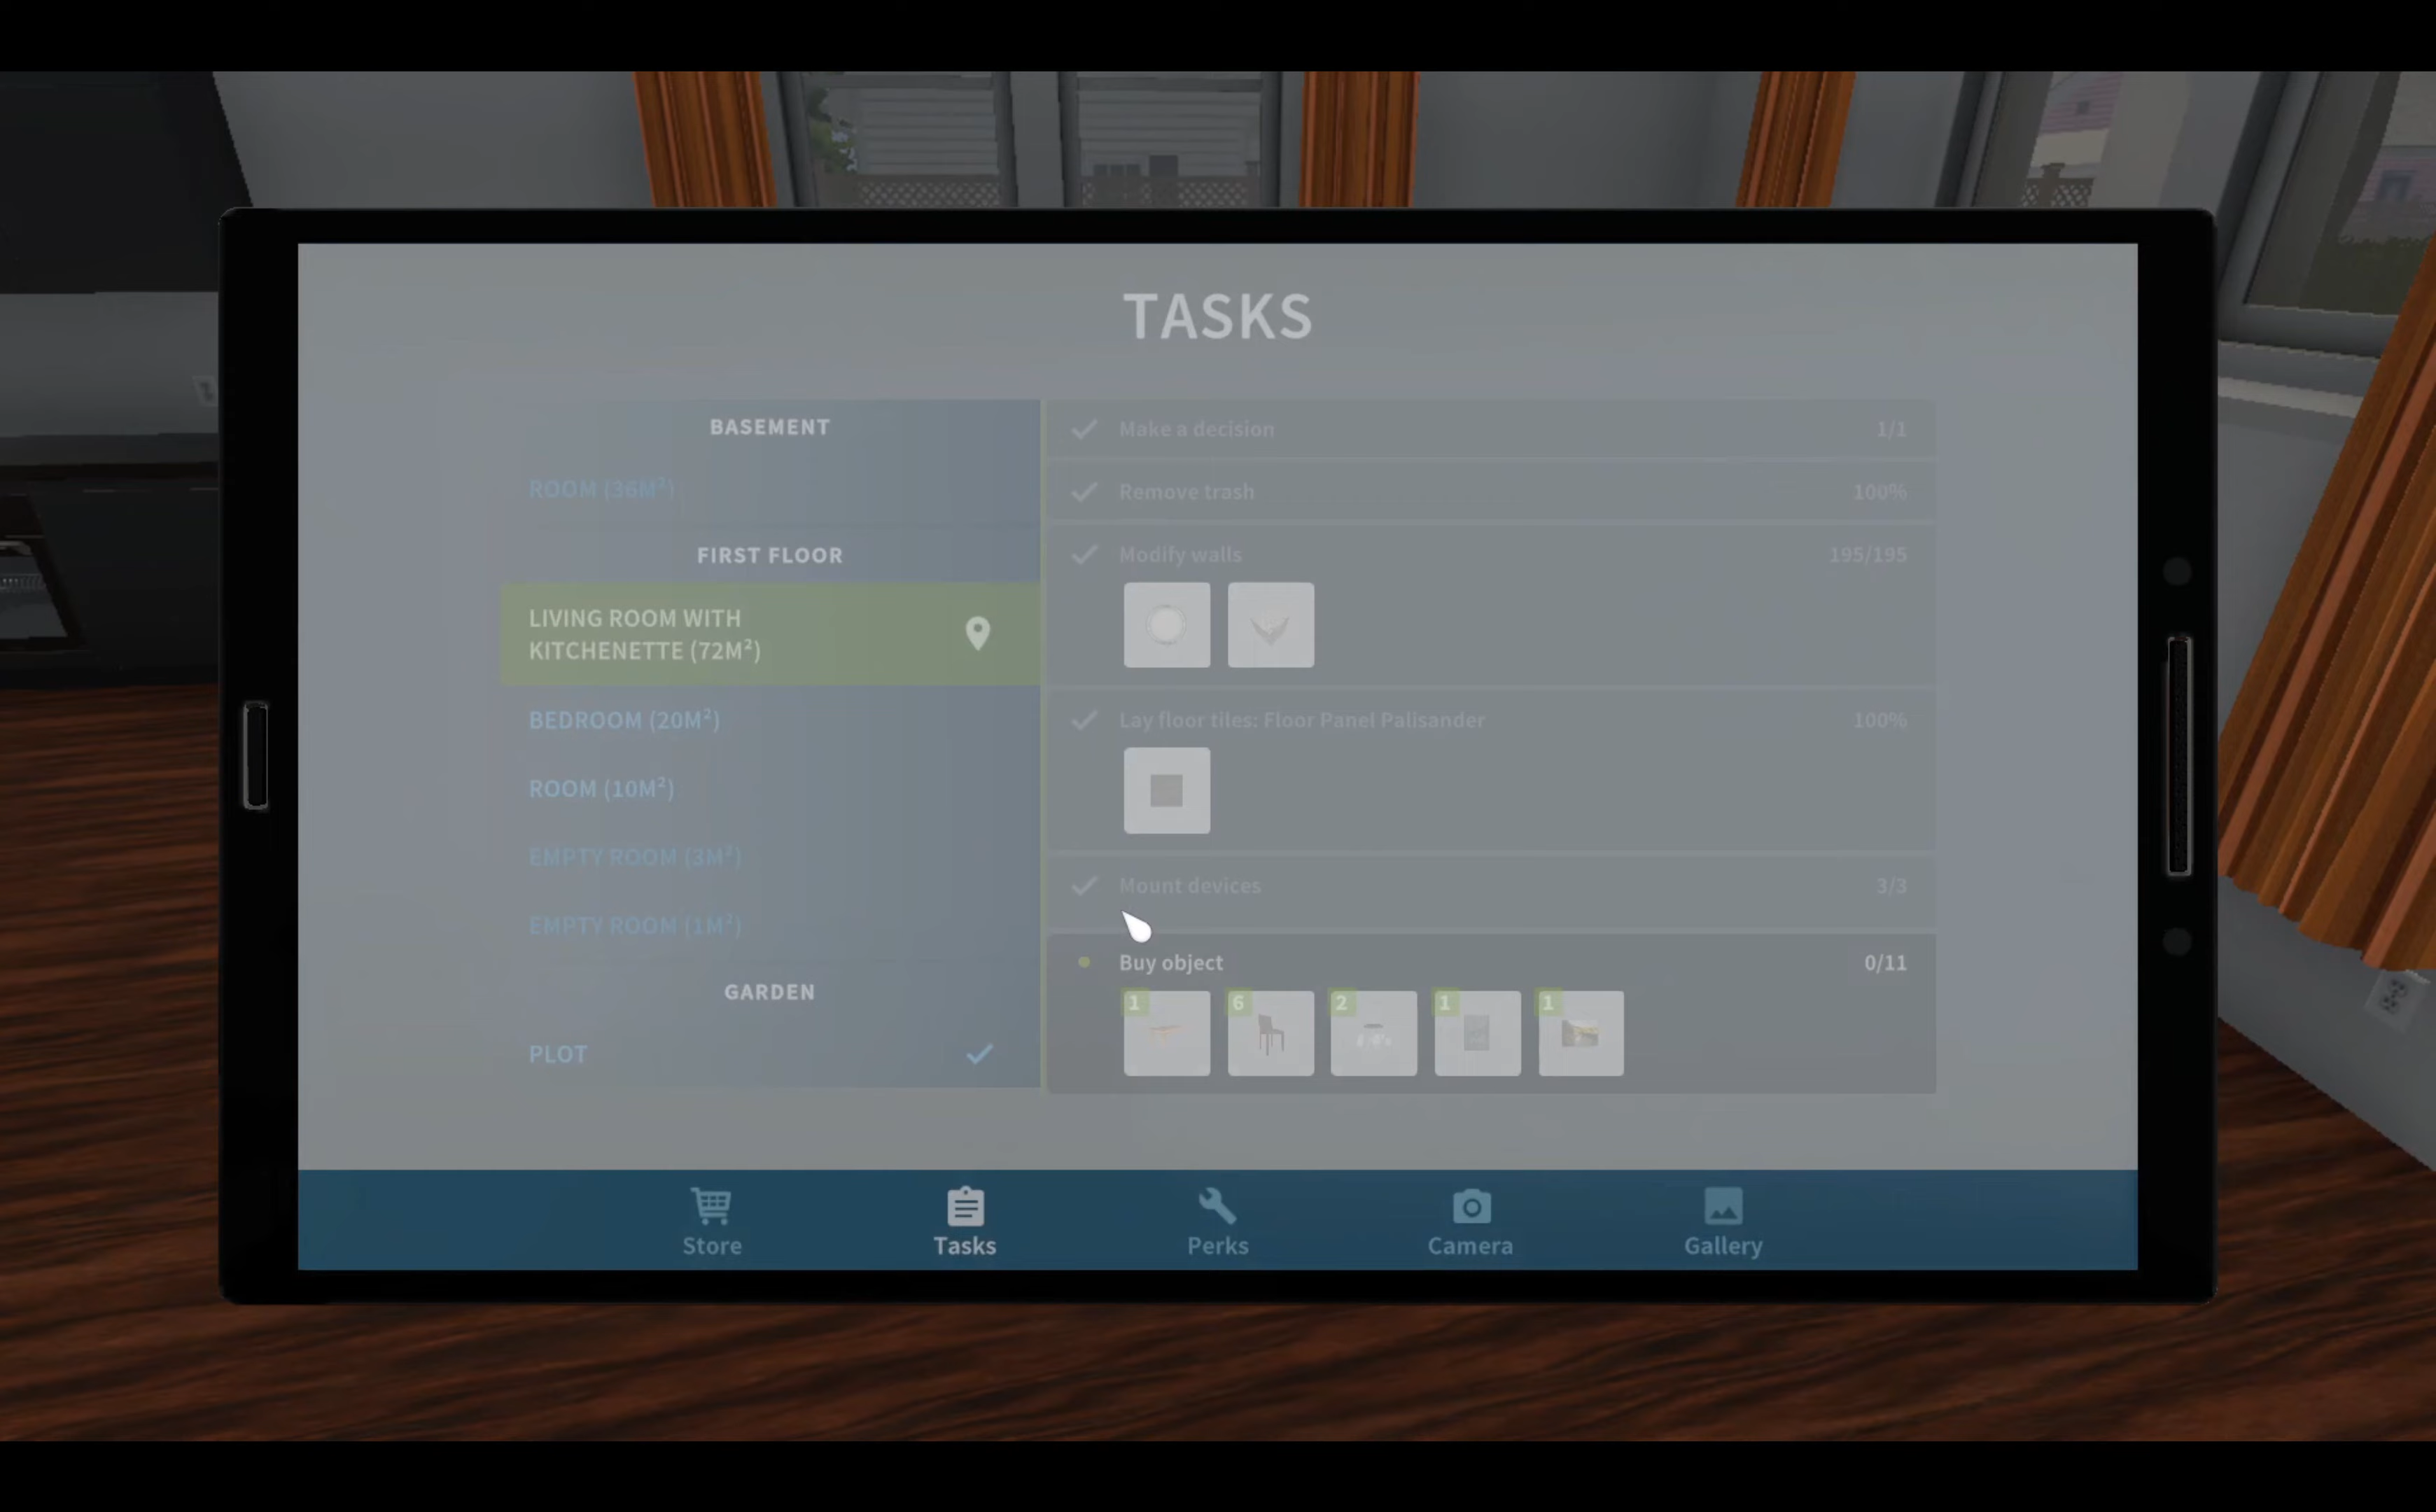 TASKS
BASEMENT
ROOM (36M²)
FIRST FLOOR
LIVING ROOM WITH
KITCHENETTE (72M²)
BEDROOM (20M²)
ROOM (10M²)
EMPTY ROOM (3M²)
EMPTY ROOM (1M²)
GARDEN
PLOT
Make a decision 1/1
Remove trash 100%
Modify walls 195/195
Lay floor tiles: Floor Panel Palisander 100%
Mount devices 3/3
Buy object 0/11
1 6 2 1 1
Store Tasks Perks Camera Gallery